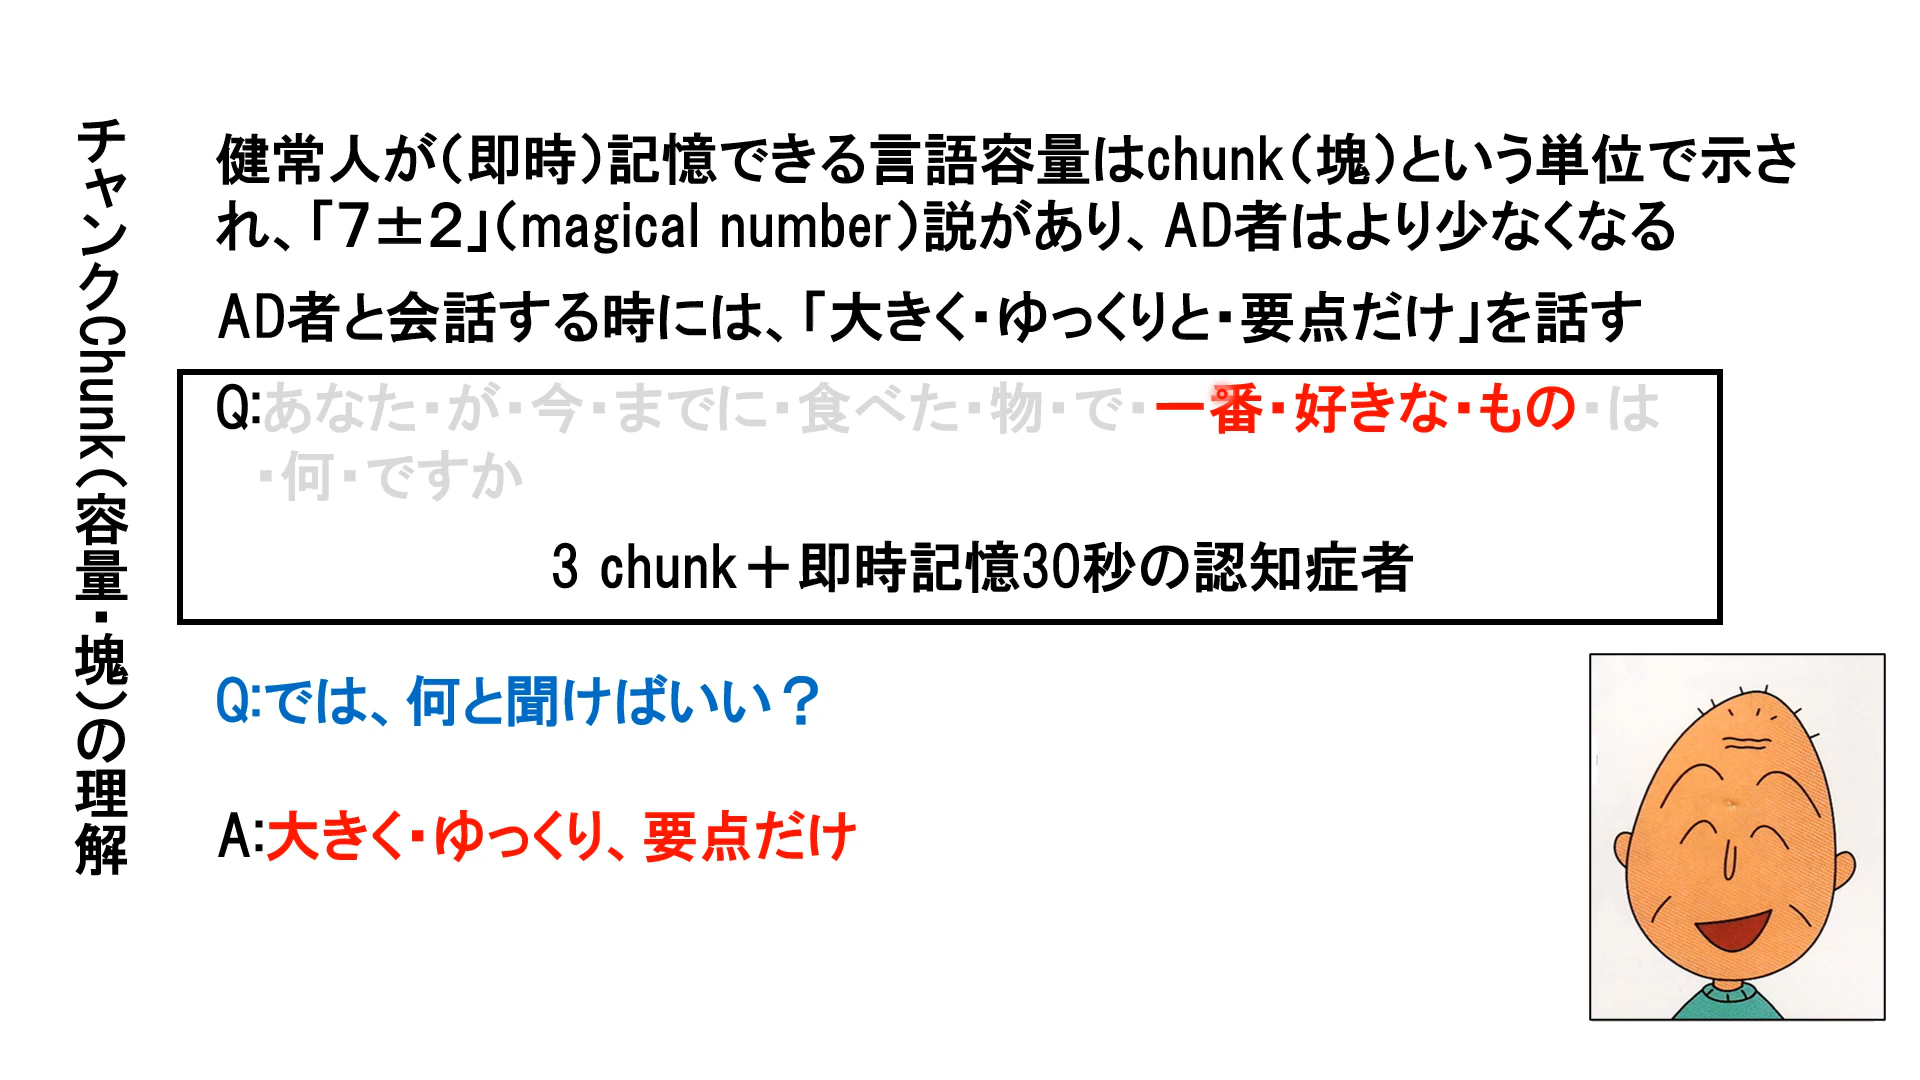 チャンクChunk（容量・塊）の理解
健常人が（即時）記憶できる言語容量はchunk（塊）という単位で示さ
れ、「７±２」（magical number）説があり、AD者はより少なくなる
AD者と会話する時には、「大きく・ゆっくりと・要点だけ」を話す
Q:あなた・が・今・までに・食べた・物・で・一番・好きな・もの・は
・何・ですか
3 chunk＋即時記憶30秒の認知症者
Q:では、何と聞けばいい？
A:大きく・ゆっくり、要点だけ